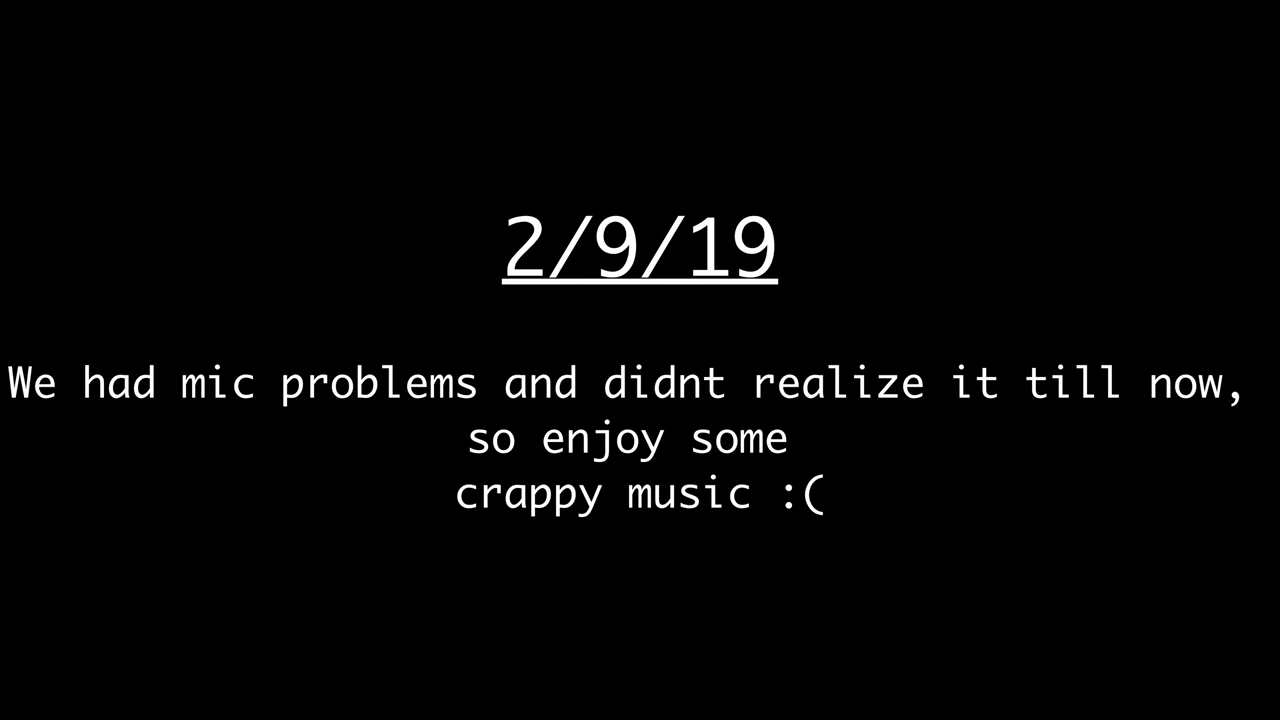 2/9/19
We had mic problems and didnt realize it till now,
so enjoy some
crappy music :(